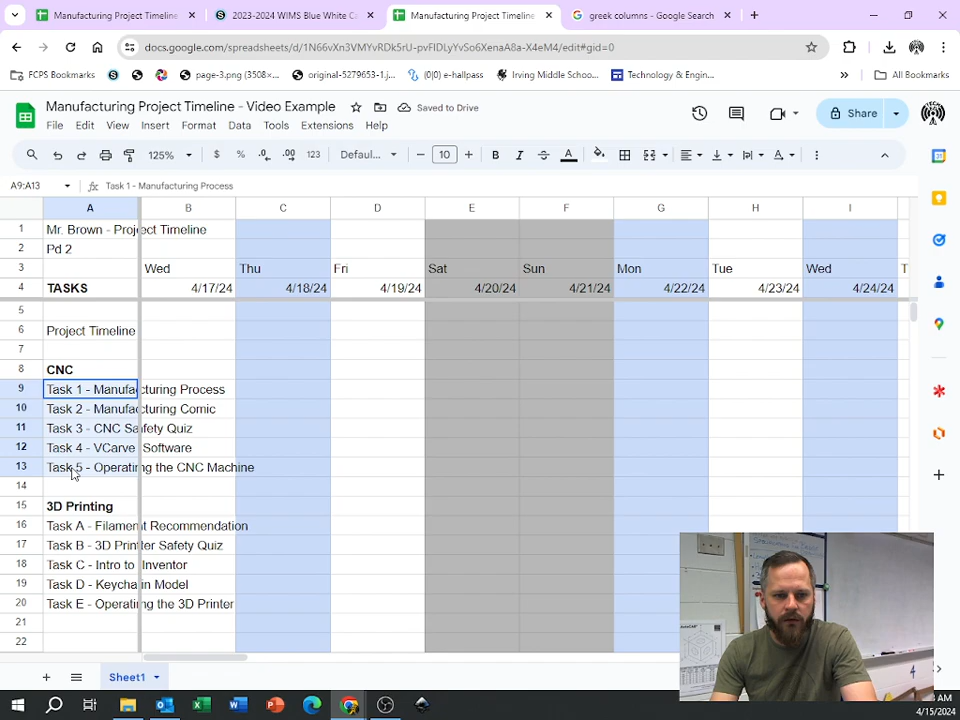 Manufacturing Project Timeline
2023-2024 WIMS Blue White Ca
Manufacturing Project Timeline
greek columns - Google Search
docs.google.com/spreadsheets/d/1N66vXn3VMYvRDk5rU-pvFIDLyYvSo6XenaA8a-X4eM4/edit#gid=0
FCPS Bookmarks
page-3.png (3508×...
original-5279653-1.j...
(0|0) e-hallpass
Irving Middle Schoo...
Technology & Engin...
All Bookmarks
Manufacturing Project Timeline - Video Example
Saved to Drive
Share
File Edit View Insert Format Data Tools Extensions Help
125% $ % .0 .00 123 Defaul... 10 B I A
A9:A13 fx Task 1 - Manufacturing Process
A B C D E F G H I
1 Mr. Brown - Project Timeline
2 Pd 2
3 Wed Thu Fri Sat Sun Mon Tue Wed T
4 TASKS 4/17/24 4/18/24 4/19/24 4/20/24 4/21/24 4/22/24 4/23/24 4/24/24
5
6 Project Timeline
7
8 CNC
9 Task 1 - Manufacturing Process
10 Task 2 - Manufacturing Comic
11 Task 3 - CNC Safety Quiz
12 Task 4 - VCarve Software
13 Task 5 - Operating the CNC Machine
14
15 3D Printing
16 Task A - Filament Recommendation
17 Task B - 3D Printer Safety Quiz
18 Task C - Intro to Inventor
19 Task D - Keychain Model
20 Task E - Operating the 3D Printer
21
22
Sheet1
AM
4/15/2024